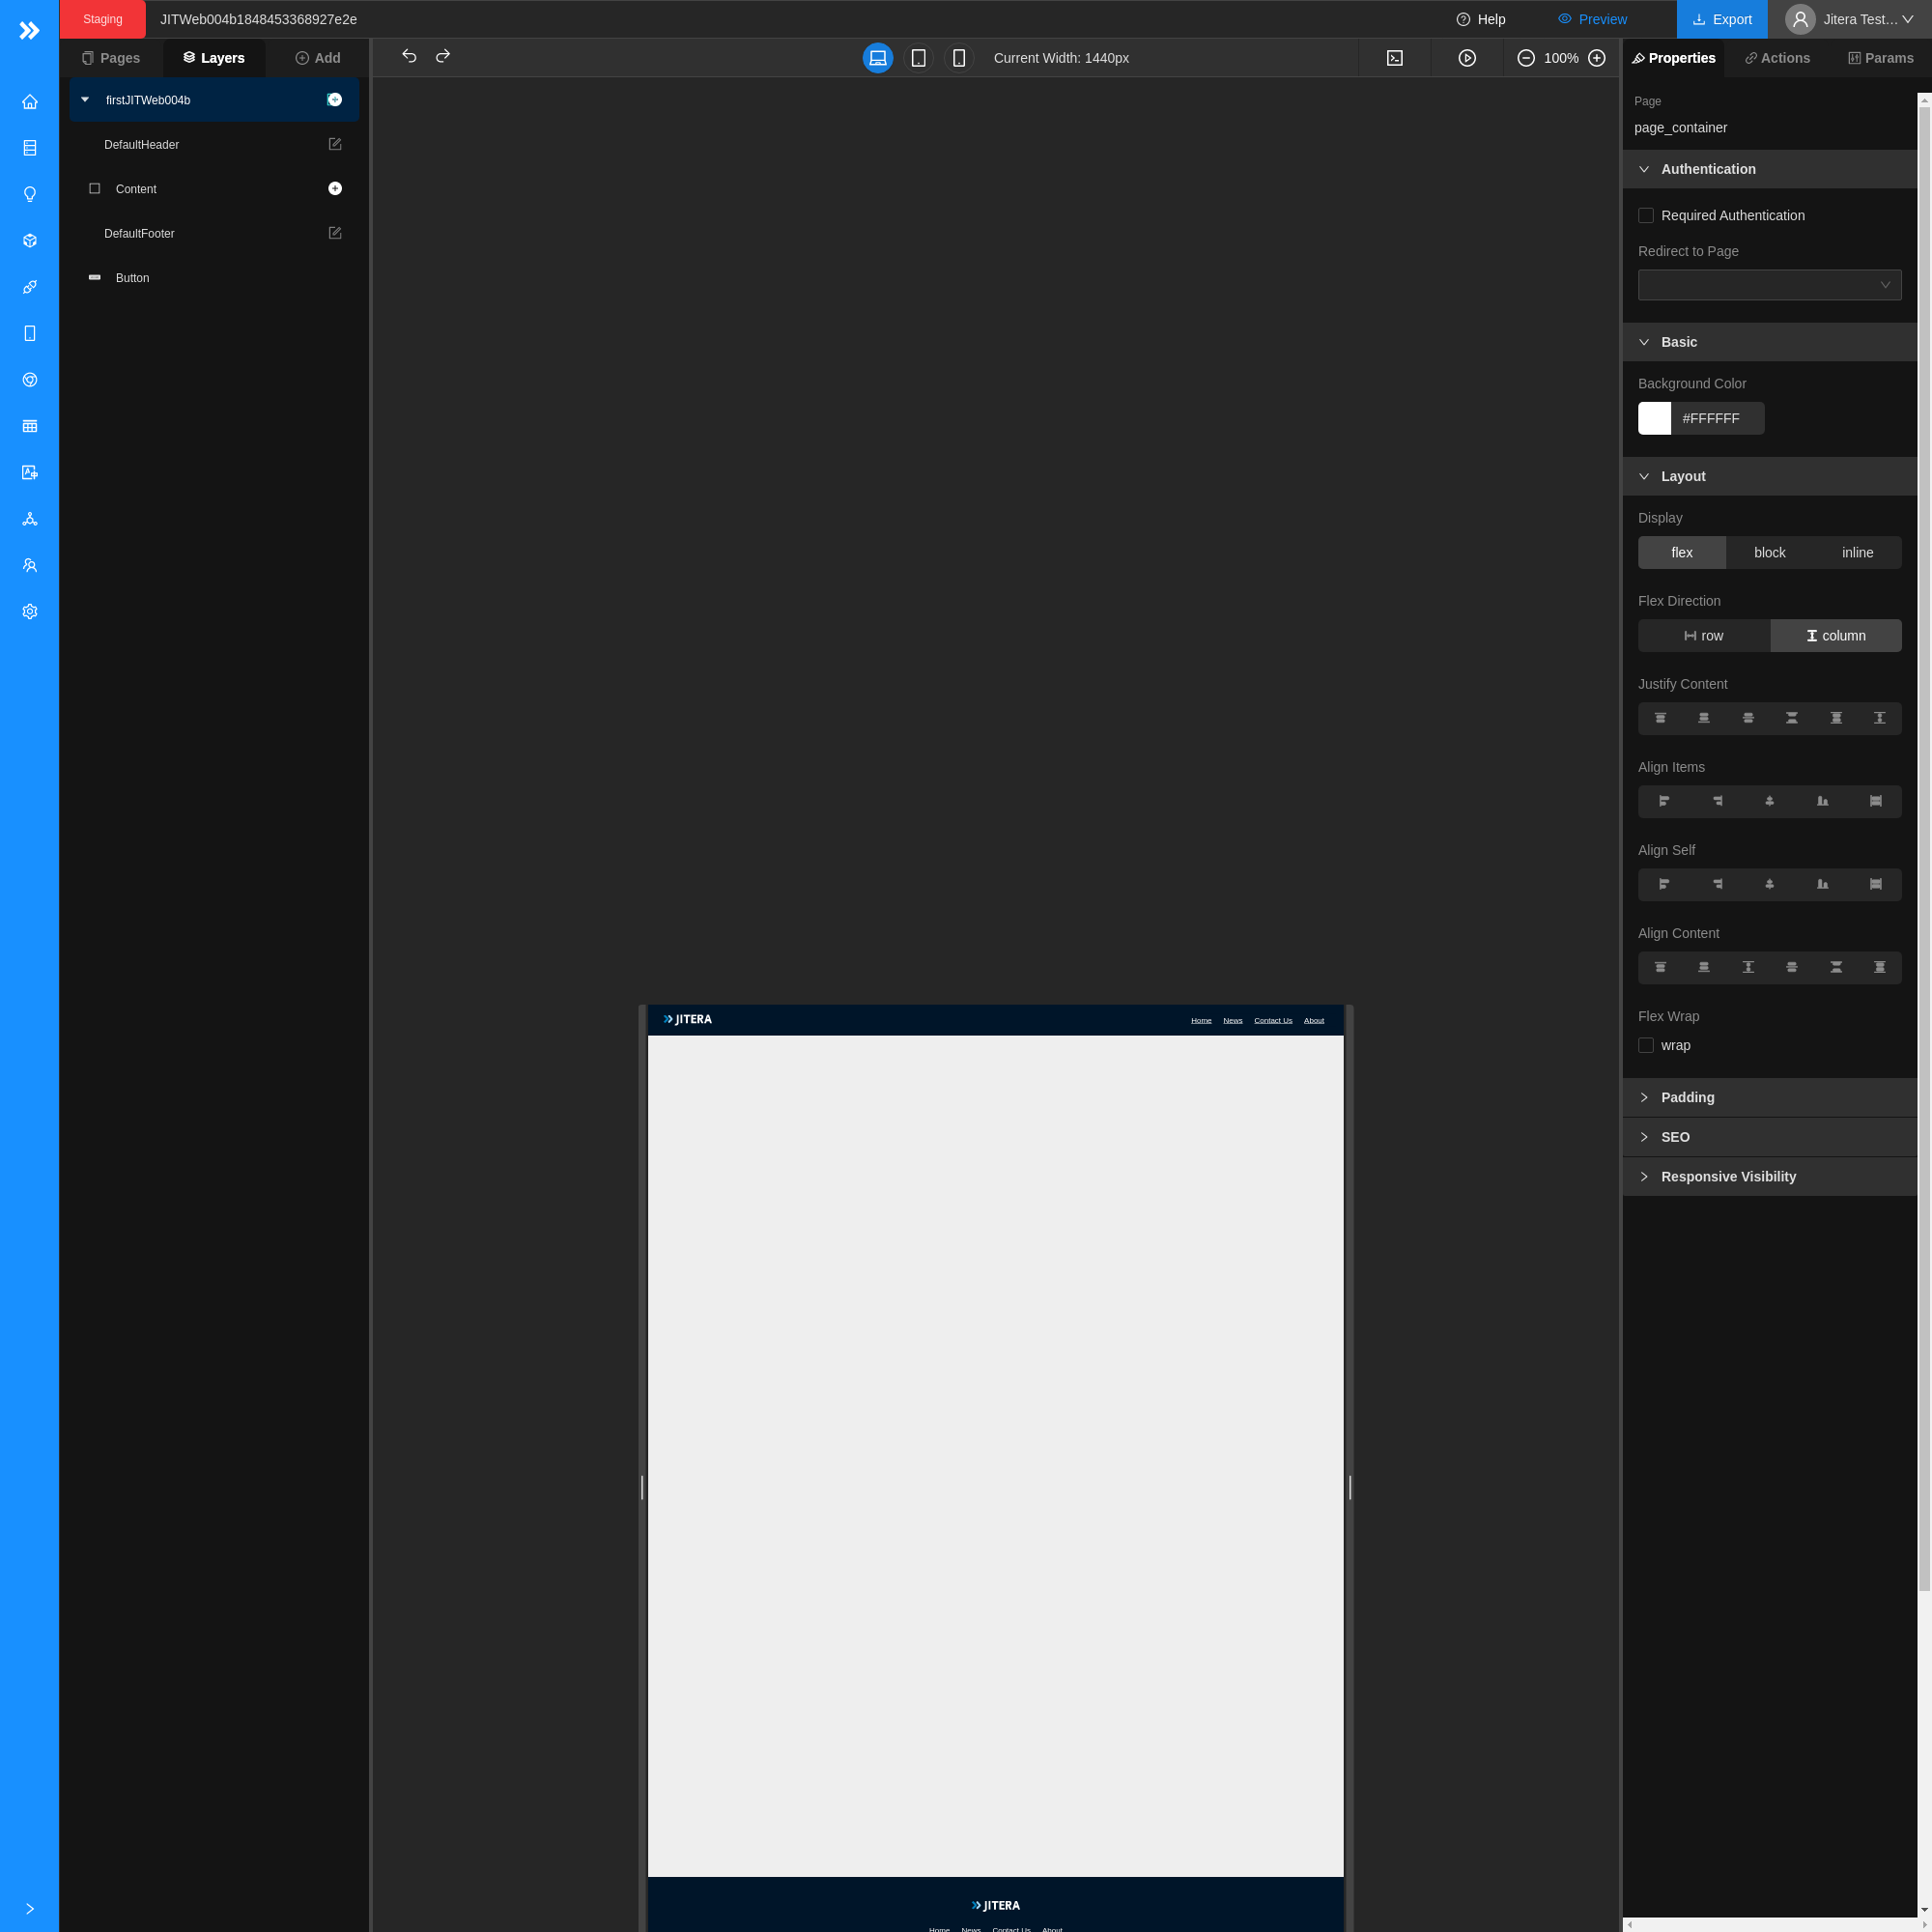 Staging
JITWeb004b1848453368927e2e
Help
Preview
Export
Jitera Test…
Pages
Layers
Add
Current Width: 1440px
100%
Properties
Actions
Params
firstJITWeb004b
DefaultHeader
Content
DefaultFooter
Button
Page
page_container
Authentication
Required Authentication
Redirect to Page
Basic
Background Color
#FFFFFF
Layout
Display
flex block inline
Flex Direction
row column
Justify Content
Align Items
Align Self
Align Content
Flex Wrap
wrap
Padding
SEO
Responsive Visibility
JITERA
Home News Contact Us About
JITERA
Home News Contact Us About